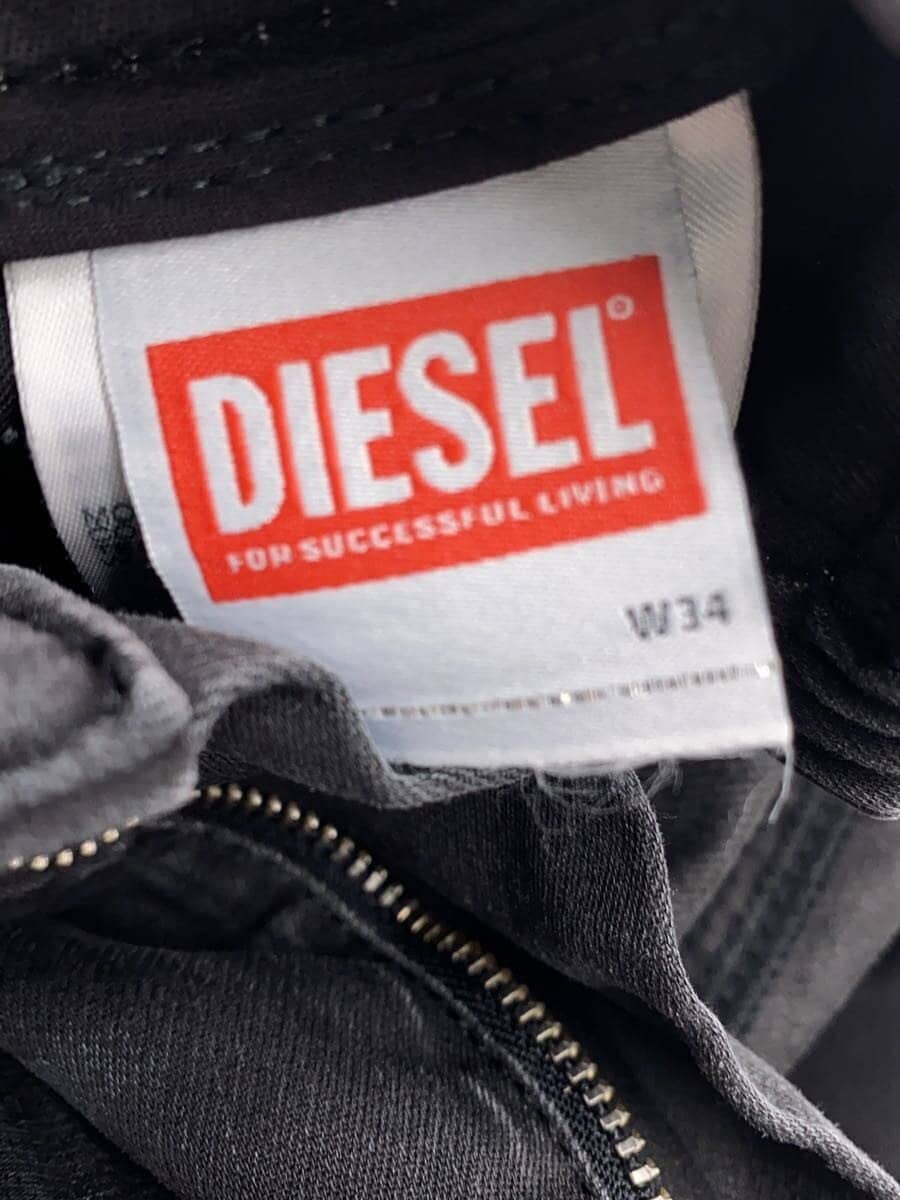 DIESEL°
FOR SUCCESSFUL LIVING
W34